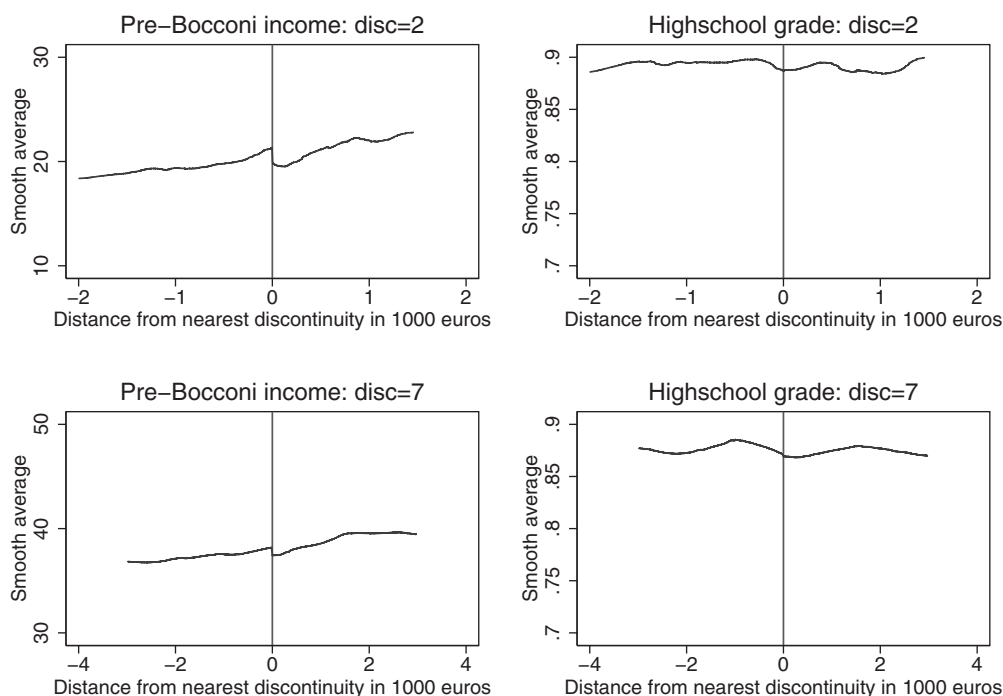 Pre−Bocconi income: disc=2
Smooth average
10 20 30
−2 −1 0 1 2
Distance from nearest discontinuity in 1000 euros
Highschool grade: disc=2
Smooth average
.7 .75 .8 .85 .9
−2 −1 0 1 2
Distance from nearest discontinuity in 1000 euros
Pre−Bocconi income: disc=7
Smooth average
30 40 50
−4 −2 0 2 4
Distance from nearest discontinuity in 1000 euros
Highschool grade: disc=7
Smooth average
.7 .75 .8 .85 .9
−4 −2 0 2 4
Distance from nearest discontinuity in 1000 euros